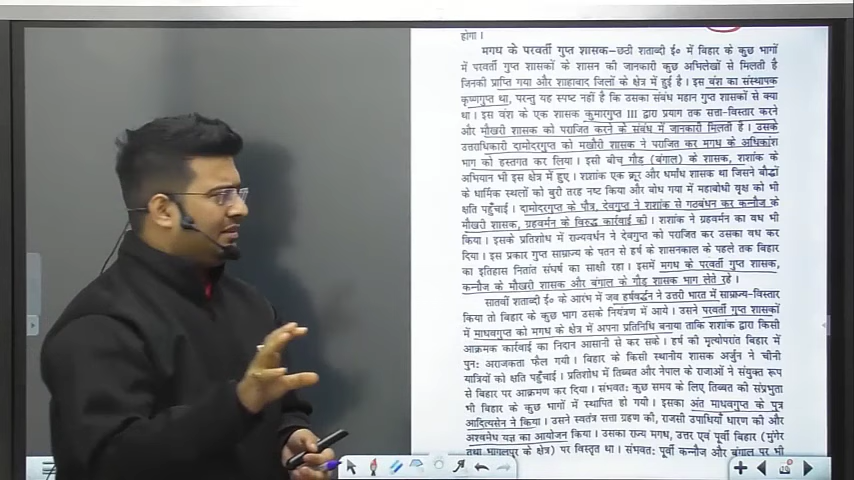 होगा ।
मगध के परवर्ती गुप्त शासक–छठी शताब्दी ई० में बिहार के कुछ भागों
में परवर्ती गुप्त शासकों के शासन की जानकारी कुछ अभिलेखों से मिलती है
जिनकी प्राप्ति गया और शाहाबाद जिलों के क्षेत्र में हुई है । इस वंश का संस्थापक
कृष्णगुप्त था, परन्तु यह स्पष्ट नहीं है कि उसका संबंध महान गुप्त शासकों से क्या
था । इस वंश के एक शासक कुमारगुप्त III द्वारा प्रयाग तक सत्ता-विस्तार करने
और मौखरी शासक को पराजित करने के संबंध में जानकारी मिलती है । उसके
उत्तराधिकारी दामोदरगुप्त को मखौरी शासक ने पराजित कर मगध के अधिकांश
भाग को हस्तगत कर लिया । इसी बीच गौड़ (बंगाल) के शासक, शशांक के
अभियान भी इस क्षेत्र में हुए । शशांक एक क्रूर और धर्मांध शासक था जिसने बौद्धों
के धार्मिक स्थलों को बुरी तरह नष्ट किया और बोध गया में महाबोधी वृक्ष को भी
क्षति पहुँचाई । दामोदरगुप्त के पौत्र, देवगुप्त ने शशांक से गठबंधन कर कन्नौज के
मौखरी शासक, ग्रहवर्मन के विरुद्ध कार्रवाई की । शशांक ने ग्रहवर्मन का वध भी
किया । इसके प्रतिशोध में राज्यवर्धन ने देवगुप्त को पराजित कर उसका वध कर
दिया । इस प्रकार गुप्त साम्राज्य के पतन से हर्ष के शासनकाल के पहले तक बिहार
का इतिहास नितांत संघर्ष का साक्षी रहा । इसमें मगध के परवर्ती गुप्त शासक,
कन्नौज के मौखरी शासक और बंगाल के गौड़ शासक भाग लेते रहे ।
सातवीं शताब्दी ई० के आरंभ में जब हर्षवर्द्धन ने उत्तरी भारत में साम्राज्य-विस्तार
किया तो बिहार के कुछ भाग उसके नियंत्रण में आये । उसने परवर्ती गुप्त शासकों
में माधवगुप्त को मगध के क्षेत्र में अपना प्रतिनिधि बनाया ताकि शशांक द्वारा किसी
आक्रमक कार्रवाई का निदान आसानी से कर सके । हर्ष की मृत्योपरांत बिहार में
पुन: अराजकता फैल गयी । बिहार के किसी स्थानीय शासक अर्जुन ने चीनी
यात्रियों को क्षति पहुँचाई । प्रतिशोध में तिब्बत और नेपाल के राजाओं ने संयुक्त रूप
से बिहार पर आक्रमण कर दिया । संभवत: कुछ समय के लिए तिब्बत की संप्रभुता
भी बिहार के कुछ भागों में स्थापित हो गयी । इसका अंत माधवगुप्त के पुत्र
आदित्यसेन ने किया । उसने स्वतंत्र सत्ता ग्रहण की, राजसी उपाधियाँ धारण की और
अश्वमेध यज्ञ का आयोजन किया । उसका राज्य मगध, उत्तर एवं पूर्वी बिहार (मुंगेर
तथा भागलपुर के क्षेत्र) पर विस्तृत था । संभवत: पूर्वी कन्नौज और बंगाल पर भी